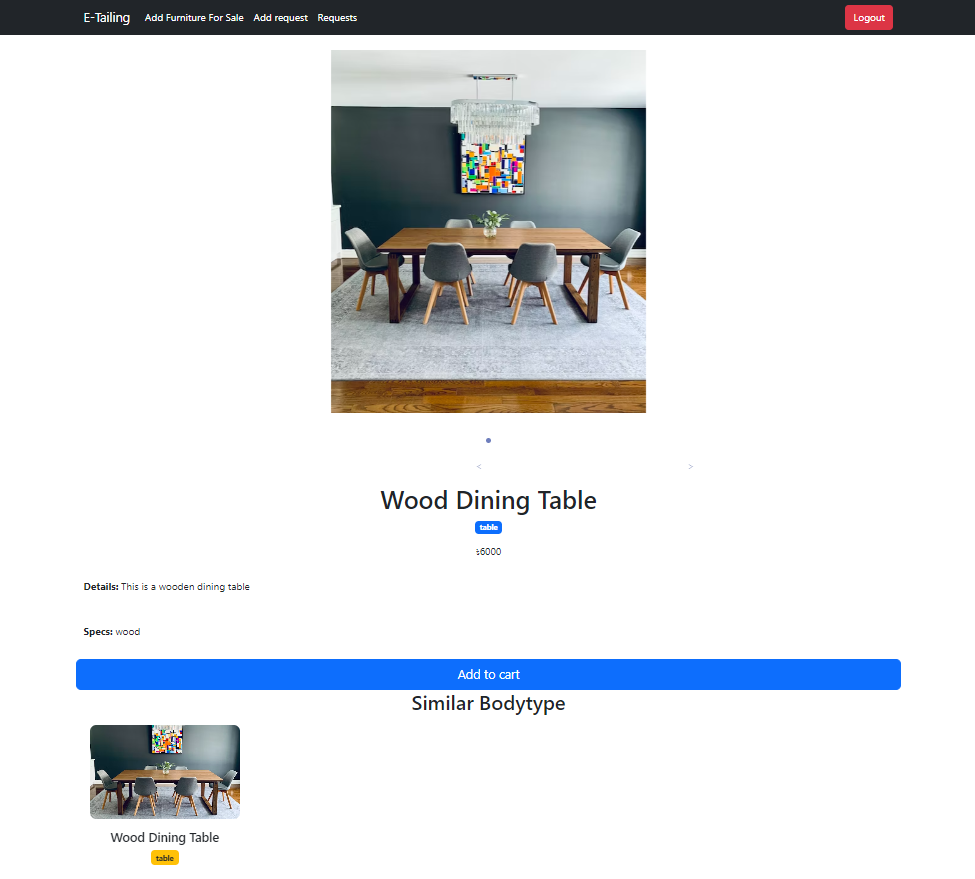 E-Tailing Add Furniture For Sale Add request Requests Logout
< >
Wood Dining Table
table
৳6000
Details: This is a wooden dining table
Specs: wood
Add to cart
Similar Bodytype
Wood Dining Table
table